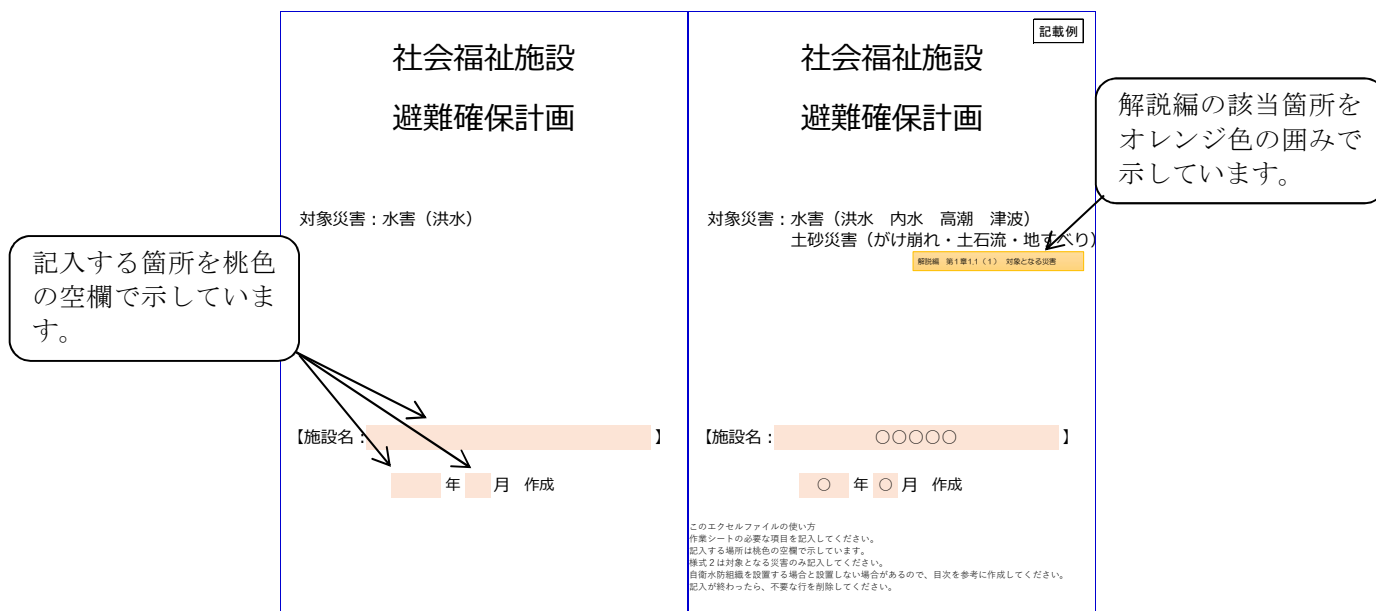 社会福祉施設
避難確保計画
対象災害：水害（洪水）
記入する箇所を桃色
の空欄で示していま
す。
【施設名： 】
年 月 作成
記載例
社会福祉施設
避難確保計画
対象災害：水害（洪水 内水 高潮 津波）
土砂災害（がけ崩れ・土石流・地すべり）
解説編 第１章1.1（１） 対象となる災害
解説編の該当箇所を
オレンジ色の囲みで
示しています。
【施設名： ○○○○○ 】
○ 年 ○ 月 作成
このエクセルファイルの使い方
作業シートの必要な項目を記入してください。
記入する場所は桃色の空欄で示しています。
様式２は対象となる災害のみ記入してください。
自衛水防組織を設置する場合と設置しない場合があるので、目次を参考に作成してください。
記入が終わったら、不要な行を削除してください。